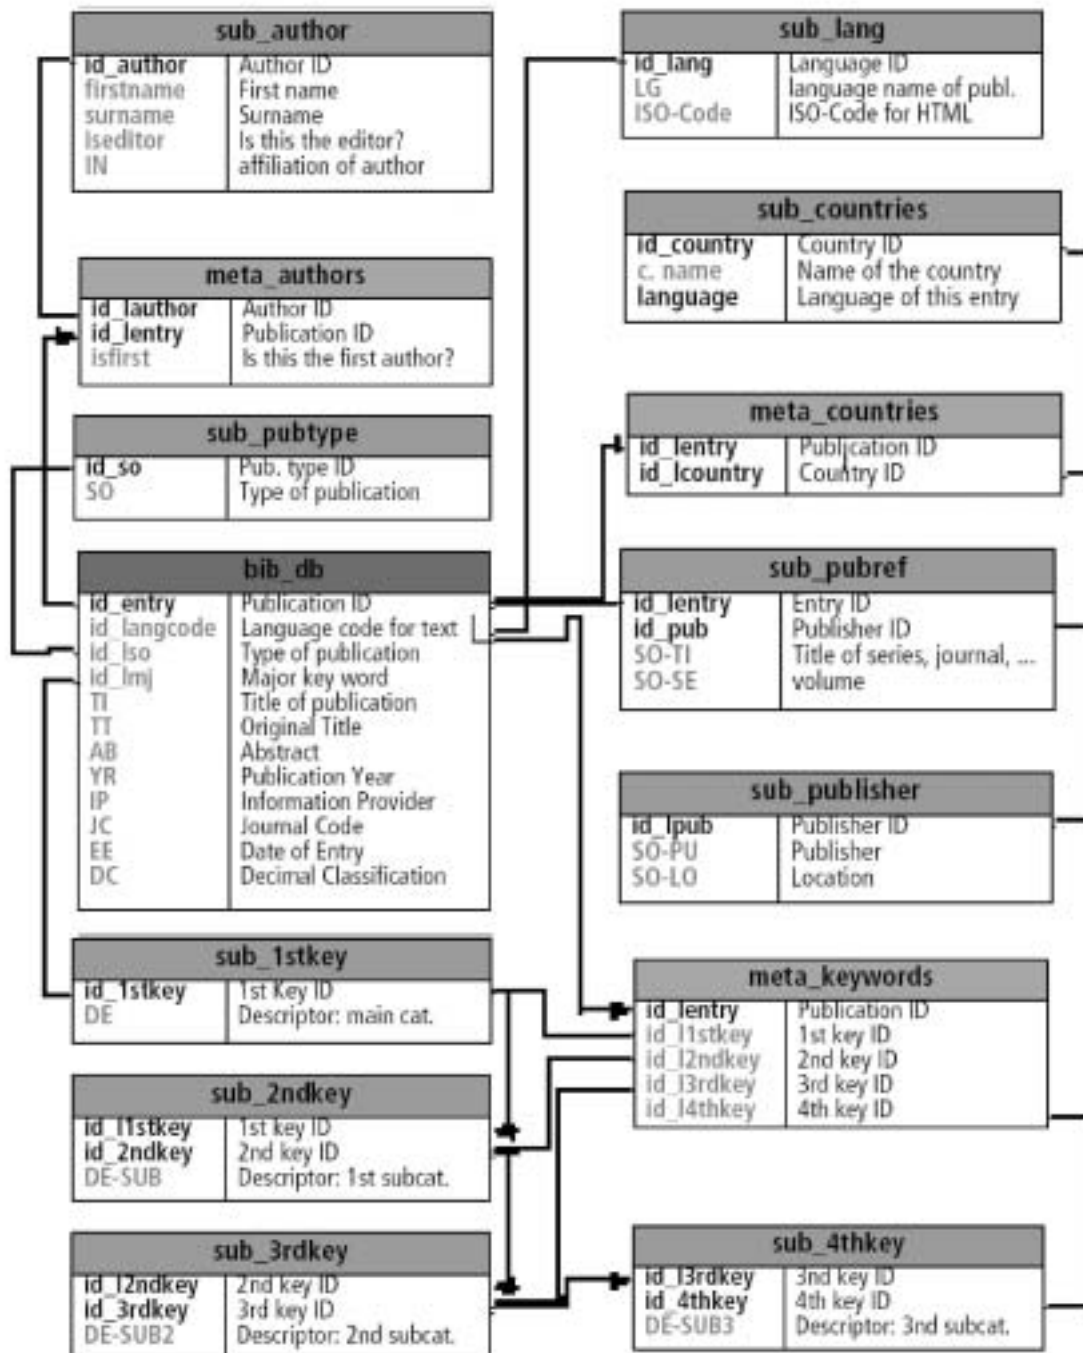 sub_author
id_author Author ID
firstname First name
surname Surname
Iseditor Is this the editor?
IN affiliation of author
meta_authors
id_lauthor Author ID
id_lentry Publication ID
isfirst Is this the first author?
sub_pubtype
id_so Pub. type ID
SO Type of publication
bib_db
id_entry Publication ID
id_langcode Language code for text
id_lso Type of publication
id_lmj Major key word
TI Title of publication
TT Original Title
AB Abstract
YR Publication Year
IP Information Provider
JC Journal Code
EE Date of Entry
DC Decimal Classification
sub_1stkey
id_1stkey 1st Key ID
DE Descriptor: main cat.
sub_2ndkey
id_l1stkey 1st key ID
id_2ndkey 2nd key ID
DE-SUB Descriptor: 1st subcat.
sub_3rdkey
id_l2ndkey 2nd key ID
id_3rdkey 3rd key ID
DE-SUB2 Descriptor: 2nd subcat.
sub_lang
id_lang Language ID
LG language name of publ.
ISO-Code ISO-Code for HTML
sub_countries
id_country Country ID
c. name Name of the country
language Language of this entry
meta_countries
id_lentry Publication ID
id_lcountry Country ID
sub_pubref
id_lentry Entry ID
id_pub Publisher ID
SO-TI Title of series, journal, ...
SO-SE volume
sub_publisher
id_lpub Publisher ID
SO-PU Publisher
SO-LO Location
meta_keywords
id_lentry Publication ID
id_l1stkey 1st key ID
id_l2ndkey 2nd key ID
id_l3rdkey 3rd key ID
id_l4thkey 4th key ID
sub_4thkey
id_l3rdkey 3nd key ID
id_4thkey 4th key ID
DE-SUB3 Descriptor: 3nd subcat.